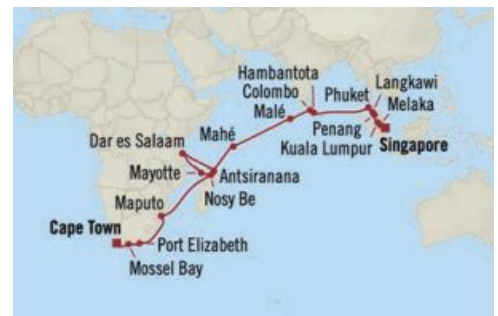 Hambantota
Colombo
Malé
Phuket
Langkawi
Penang
Melaka
Kuala Lumpur
Singapore
Dar es Salaam
Mahé
Mayotte
Antsiranana
Nosy Be
Maputo
Cape Town
Port Elizabeth
Mossel Bay